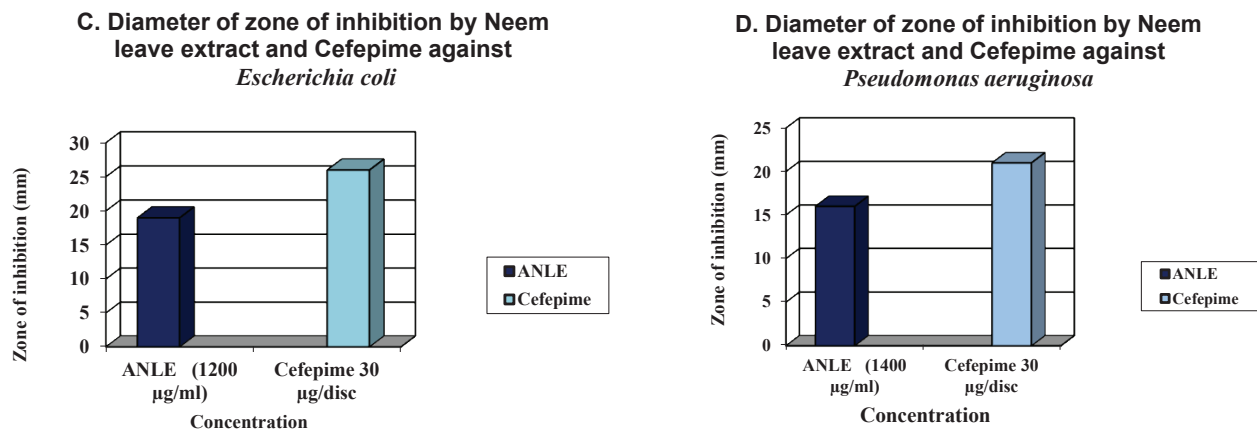 C. Diameter of zone of inhibition by Neem
leave extract and Cefepime against
Escherichia coli
Zone of inhibition (mm)
30
25
20
15
10
5
0
ANLE (1200
µg/ml)
Cefepime 30
µg/disc
Concentration
ANLE
Cefepime
D. Diameter of zone of inhibition by Neem
leave extract and Cefepime against
Pseudomonas aeruginosa
Zone of inhibition (mm)
25
20
15
10
5
0
ANLE (1400
µg/ml)
Cefepime 30
µg/disc
Concentration
ANLE
Cefepime